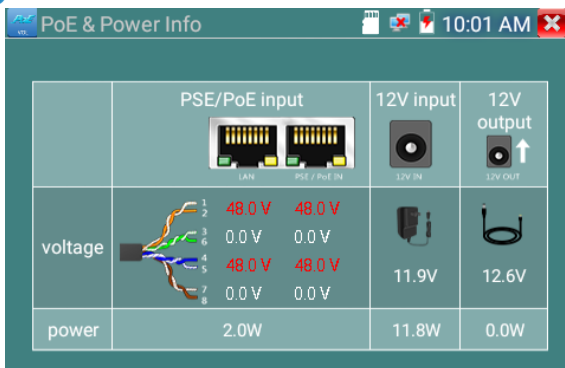 PoE
VOL
PoE & Power Info
10:01 AM
PSE/PoE input
12V input
12V
output
LAN
PSE / PoE IN
12V IN
12V OUT
voltage
1
2
48.0 V
48.0 V
3
6
0.0 V
0.0 V
4
5
48.0 V
48.0 V
7
8
0.0 V
0.0 V
11.9V
12.6V
power
2.0W
11.8W
0.0W